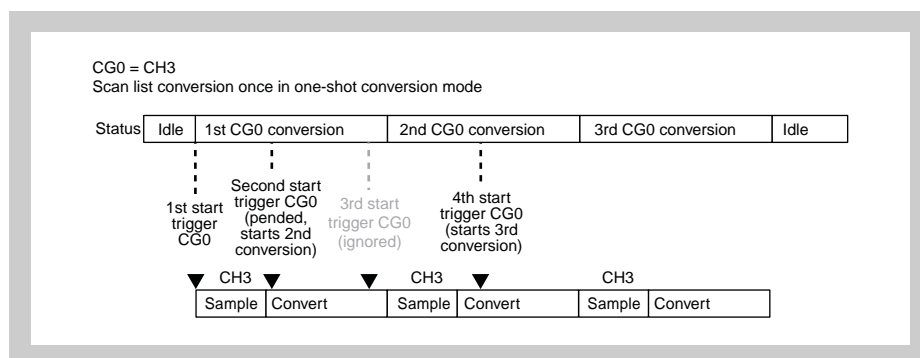 CG0 = CH3
Scan list conversion once in one-shot conversion mode
Status Idle 1st CG0 conversion 2nd CG0 conversion 3rd CG0 conversion Idle
1st start
trigger
CG0
Second start
trigger CG0
(pended,
starts 2nd
conversion)
3rd start
trigger CG0
(ignored)
4th start
trigger CG0
(starts 3rd
conversion)
CH3 CH3 CH3
Sample Convert Sample Convert Sample Convert